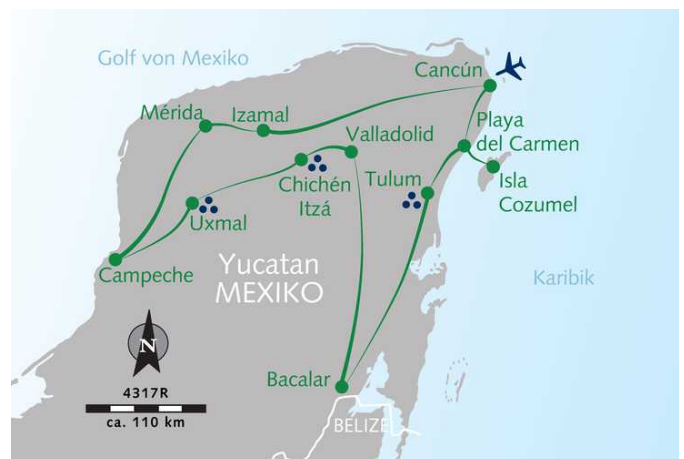 Golf von Mexiko
Cancún
Mérida
Izamal
Playa
del Carmen
Valladolid
Chichén
Itzá
Tulum
Isla
Cozumel
Uxmal
Campeche
Yucatan
MEXIKO
Karibik
N
Bacalar
4317R
ca. 110 km
BELIZE